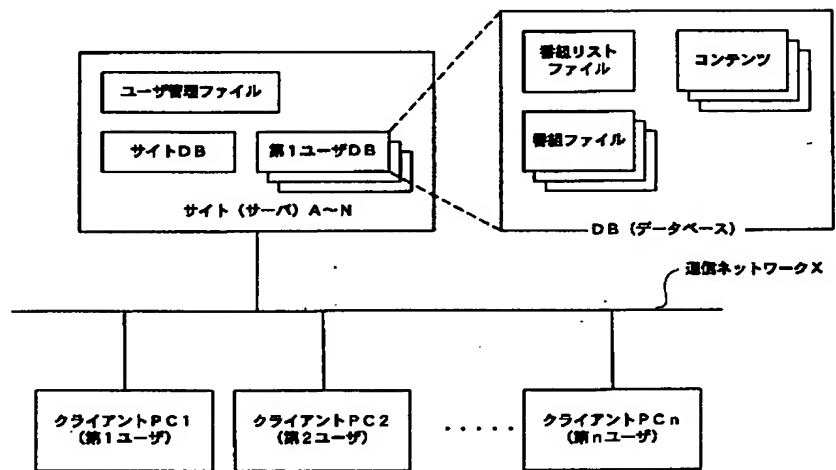 ユーザ管理ファイル
サイトDB
第1ユーザDB
サイト(サーバ)A〜N
番組リスト
ファイル
コンテンツ
番組ファイル
DB(データベース)
通信ネットワークX
クライアントPC1
(第1ユーザ)
クライアントPC2
(第2ユーザ)
・・・・・
クライアントPCn
(第nユーザ)